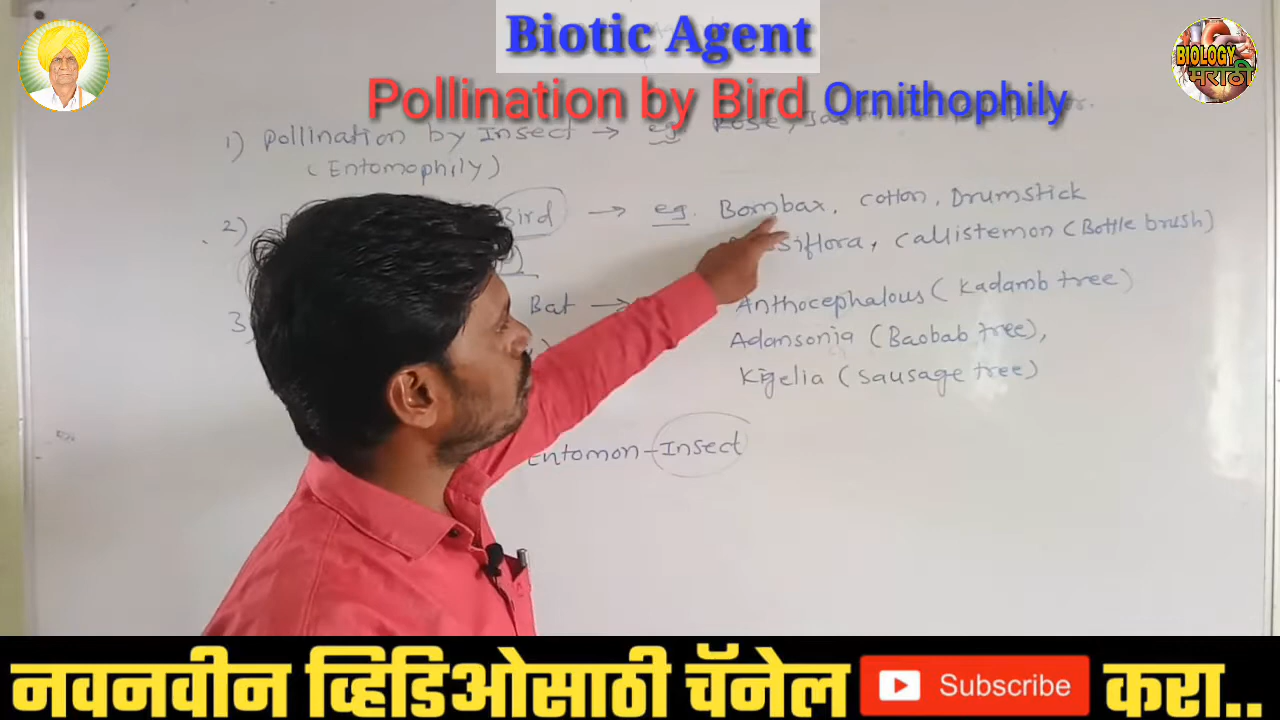 Biotic Agent
BIOLOGY
मराठी
Pollination by Bird Ornithophily
1) Pollination by Insect → eg. Rose,
(Entomophily)
2) Bird → eg. Bombax, Cotton, Drumstick
Callistemon (Bottle brush)
3) Bat → Anthocephalous (Kadamb tree)
Adansonia (Baobab tree),
Kigelia (Sausage tree)
Entomon - Insect
नवनवीन व्हिडिओसाठी चॅनेल Subscribe करा..